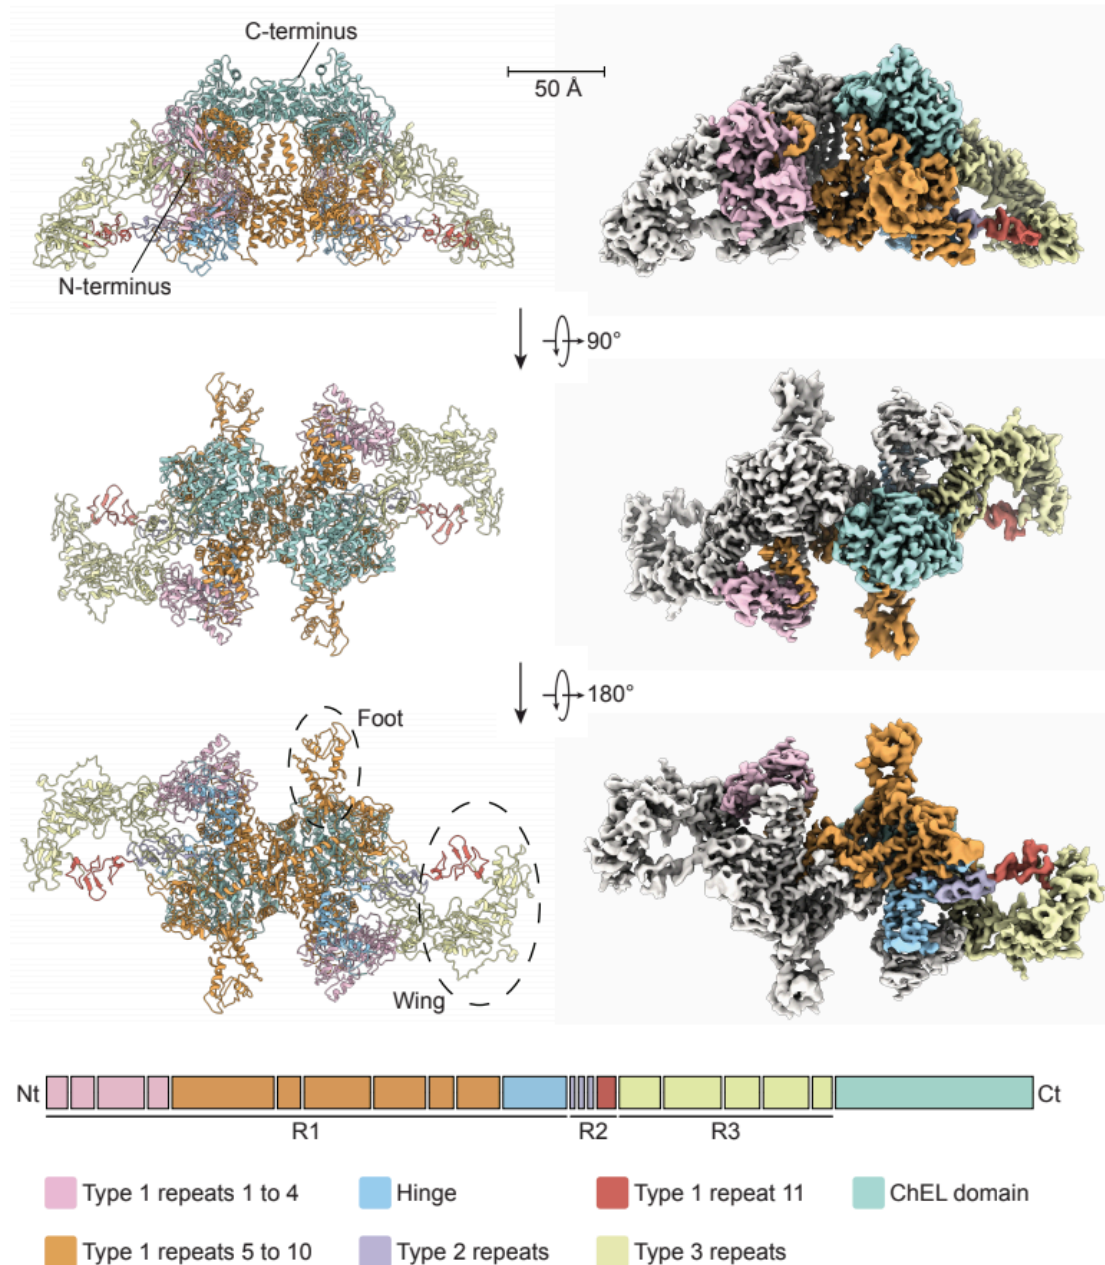 C-terminus
50 Å
N-terminus
90°
180°
Foot
Wing
Nt
Ct
R1
R2
R3
Type 1 repeats 1 to 4
Hinge
Type 1 repeat 11
ChEL domain
Type 1 repeats 5 to 10
Type 2 repeats
Type 3 repeats